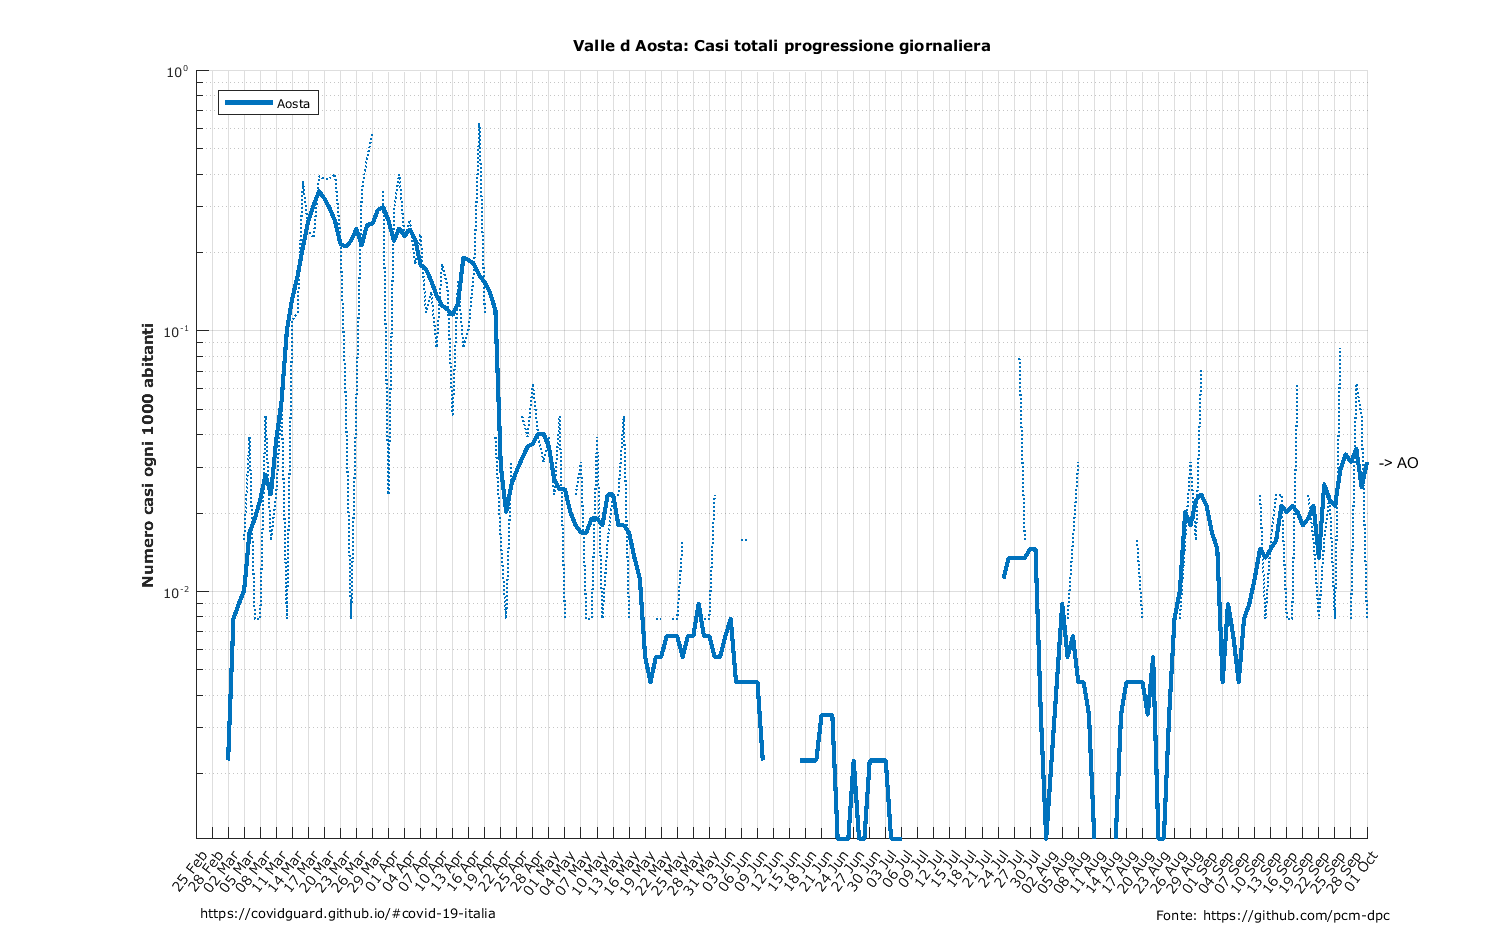 Valle d Aosta: Casi totali progressione giornaliera
Aosta
Numero casi ogni 1000 abitanti
10^0
10^-1
10^-2
-> AO
25 Feb
28 Feb
02 Mar
05 Mar
08 Mar
11 Mar
14 Mar
17 Mar
20 Mar
23 Mar
26 Mar
29 Mar
01 Apr
04 Apr
07 Apr
10 Apr
13 Apr
16 Apr
19 Apr
22 Apr
25 Apr
28 Apr
01 May
04 May
07 May
10 May
13 May
16 May
19 May
22 May
25 May
28 May
31 May
03 Jun
06 Jun
09 Jun
12 Jun
15 Jun
18 Jun
21 Jun
24 Jun
27 Jun
30 Jun
03 Jul
06 Jul
09 Jul
12 Jul
15 Jul
18 Jul
21 Jul
24 Jul
27 Jul
30 Jul
02 Aug
05 Aug
08 Aug
11 Aug
14 Aug
17 Aug
20 Aug
23 Aug
26 Aug
29 Aug
01 Sep
04 Sep
07 Sep
10 Sep
13 Sep
16 Sep
19 Sep
22 Sep
25 Sep
28 Sep
01 Oct
https://covidguard.github.io/#covid-19-italia
Fonte: https://github.com/pcm-dpc